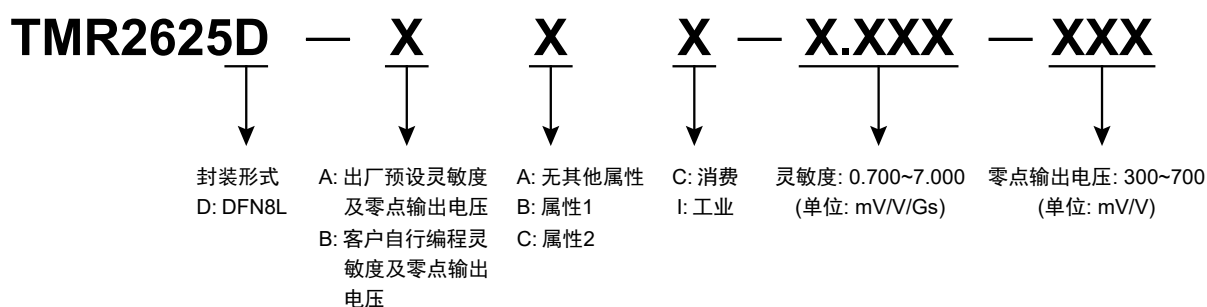 TMR2625D — X X X — X.XXX — XXX
封装形式
D: DFN8L
A: 出厂预设灵敏度
及零点输出电压
B: 客户自行编程灵
敏度及零点输出
电压
A: 无其他属性
B: 属性1
C: 属性2
C: 消费
I: 工业
灵敏度: 0.700~7.000
(单位: mV/V/Gs)
零点输出电压: 300~700
(单位: mV/V)